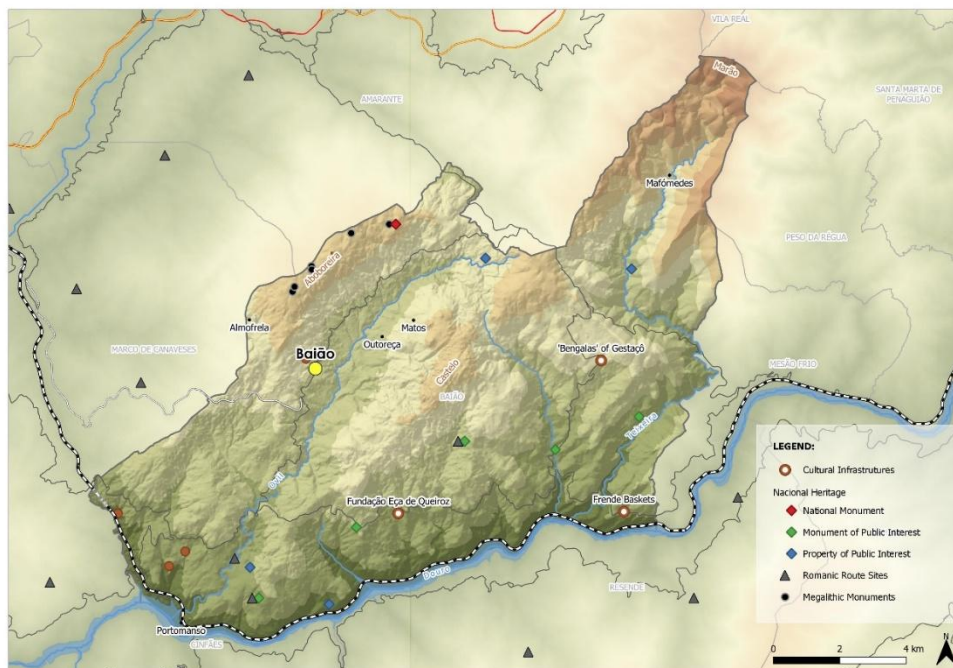 VILA REAL
Marão
SANTA MARTA DE
PENAGUIÃO
AMARANTE
Mafómedes
PESO DA RÉGUA
Aboboreira
Almofrela
Matos
Outoreça
MARCO DE CANAVESES
Baião
'Bengalas' of Gestaçô
MESÃO FRIO
Castelo
BAIÃO
Teixeira
Ovil
Fundação Eça de Queiroz
Frende Baskets
Douro
RESENDE
Portomanso
CINFÃES
LEGEND:
Cultural Infrastrutures
Nacional Heritage
National Monument
Monument of Public Interest
Property of Public Interest
Romanic Route Sites
Megalithic Monuments
0 2 4 km
N